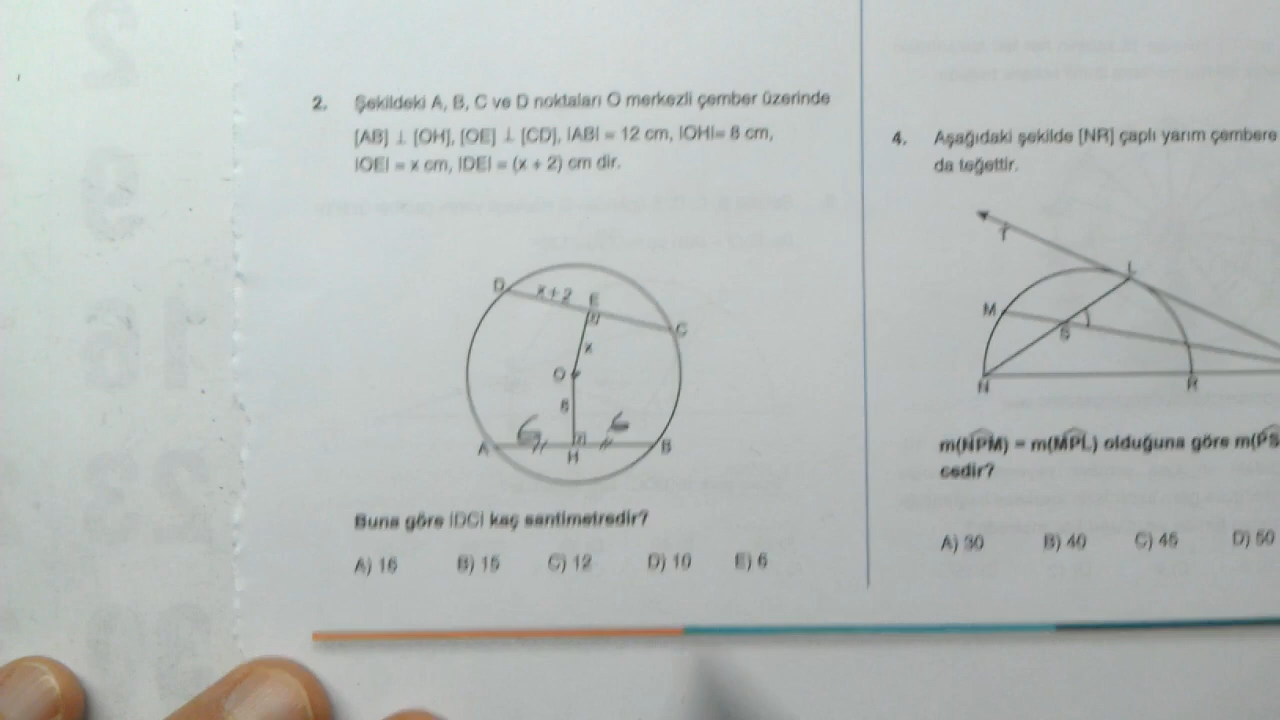 2. Şekildeki A, B, C ve D noktaları O merkezli çember üzerinde
[AB] ⊥ [OH], [OE] ⊥ [CD], |AB| = 12 cm, |OH|= 8 cm,
|OE| = x cm, |DE| = (x + 2) cm dir.
D
x+2
E
C
x
O
8
6
6
A
H
B
Buna göre |DC| kaç santimetredir?
A) 16 B) 15 C) 12 D) 10 E) 6
4. Aşağıdaki şekilde [NR] çaplı yarım çembere
da teğettir.
T
L
M
S
N
R
m(NPM) = m(MPL) olduğuna göre m(PS
cedir?
A) 30 B) 40 C) 45 D) 50